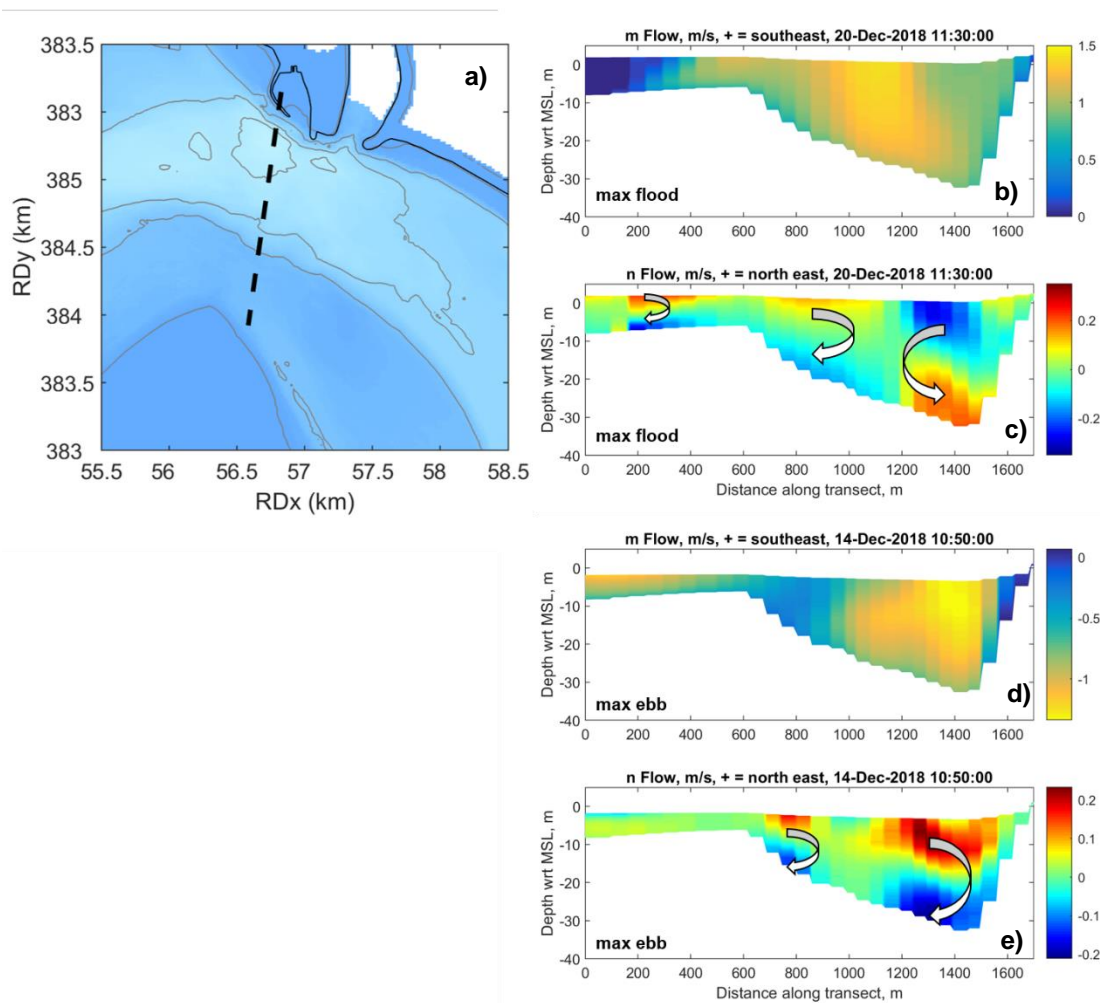 383.5
383
385
384.5
384
383.5
383
RDy (km)
55.5 56 56.5 57 57.5 58 58.5
RDx (km)
a)
m Flow, m/s, + = southeast, 20-Dec-2018 11:30:00
Depth wrt MSL, m
0
-10
-20
-30
-40
max flood
b)
0 200 400 600 800 1000 1200 1400 1600
1.5
1
0.5
0
n Flow, m/s, + = north east, 20-Dec-2018 11:30:00
Depth wrt MSL, m
0
-10
-20
-30
-40
max flood
c)
0 200 400 600 800 1000 1200 1400 1600
Distance along transect, m
0.2
0
-0.2
m Flow, m/s, + = southeast, 14-Dec-2018 10:50:00
Depth wrt MSL, m
0
-10
-20
-30
-40
max ebb
d)
0 200 400 600 800 1000 1200 1400 1600
0
-0.5
-1
n Flow, m/s, + = north east, 14-Dec-2018 10:50:00
Depth wrt MSL, m
0
-10
-20
-30
-40
max ebb
e)
0 200 400 600 800 1000 1200 1400 1600
Distance along transect, m
0.2
0.1
0
-0.1
-0.2